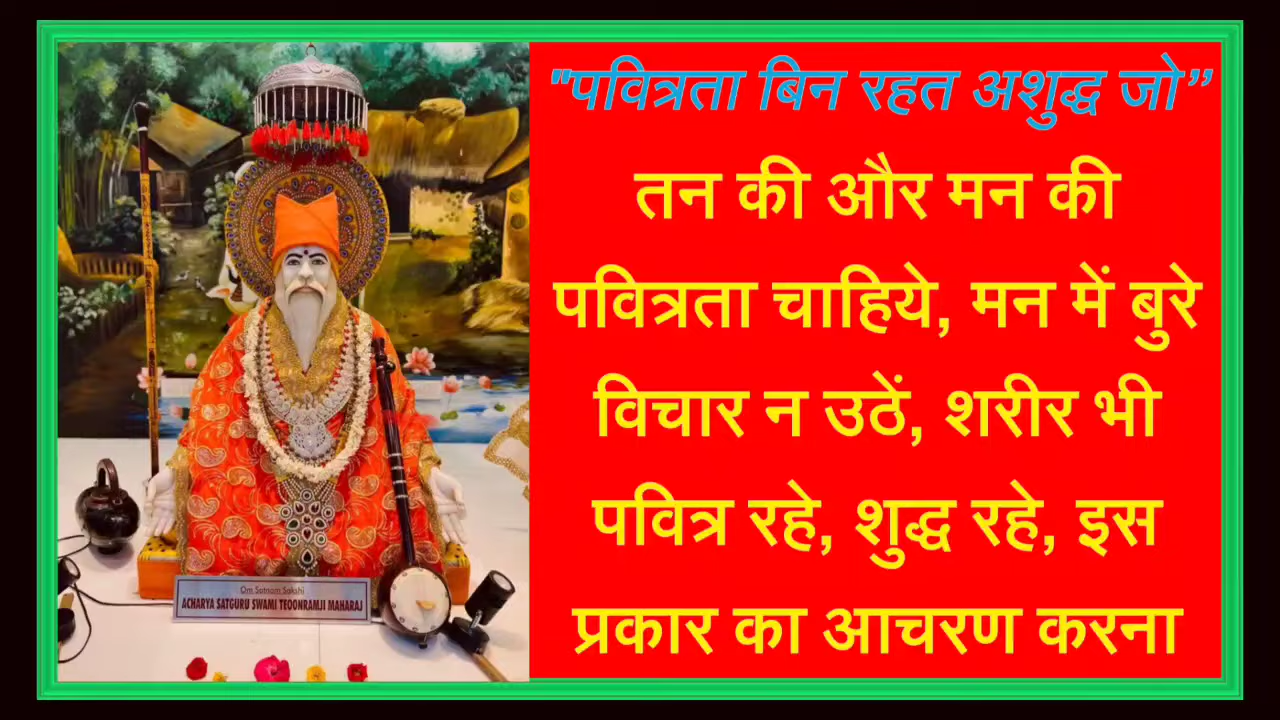 "पवित्रता बिन रहत अशुद्ध जो”
तन की और मन की
पवित्रता चाहिये, मन में बुरे
विचार न उठें, शरीर भी
पवित्र रहे, शुद्ध रहे, इस
प्रकार का आचरण करना
Om Satnam Sakshi
ACHARYA SATGURU SWAMI TEOONRAMJI MAHARAJ